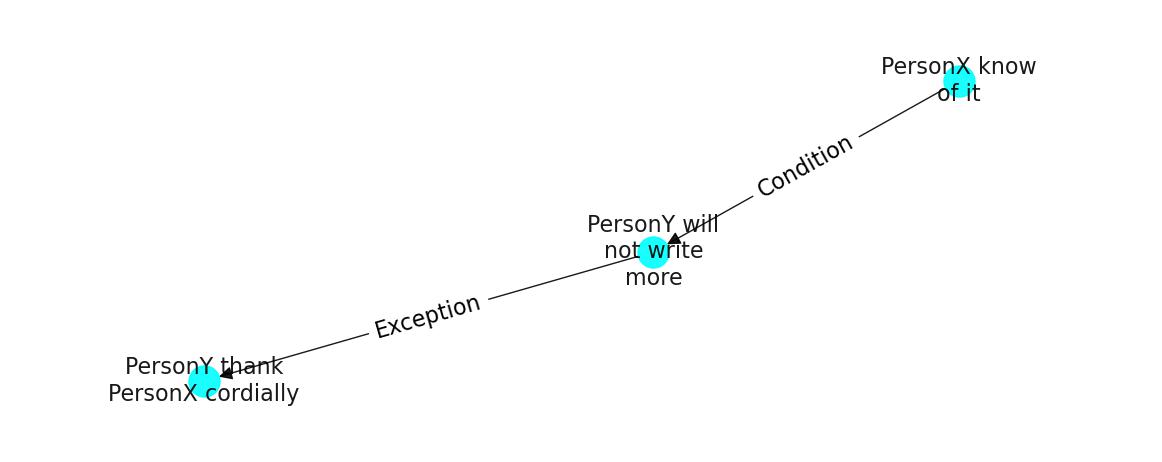 PersonX know
of it
Condition
PersonY will
not write
more
Exception
PersonY thank
PersonX cordially